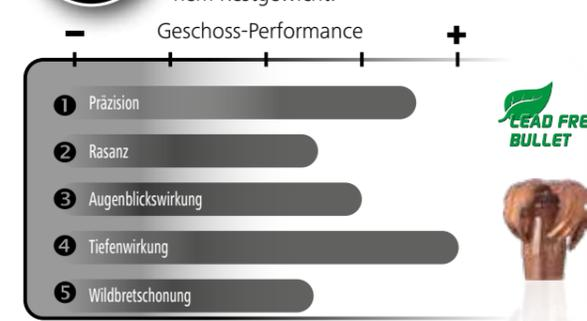 Geschoss-Performance
− +
1 Präzision
2 Rasanz
3 Augenblickswirkung
4 Tiefenwirkung
5 Wildbretschonung
LEAD FRE
BULLET